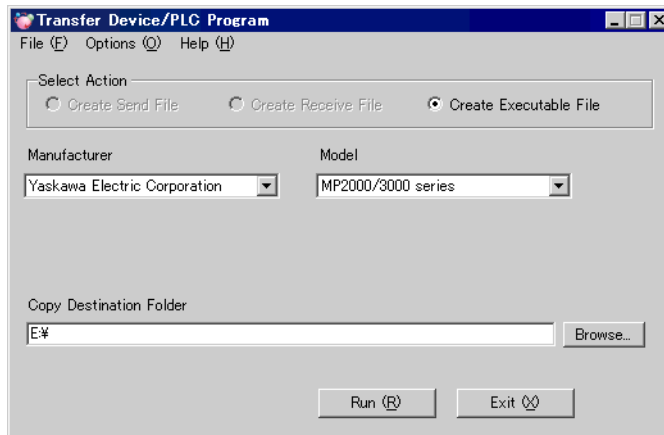 Transfer Device/PLC Program
File (F) Options (O) Help (H)
Select Action
Create Send File Create Receive File Create Executable File
Manufacturer Model
Yaskawa Electric Corporation MP2000/3000 series
Copy Destination Folder
E:¥ Browse...
Run (R) Exit (X)